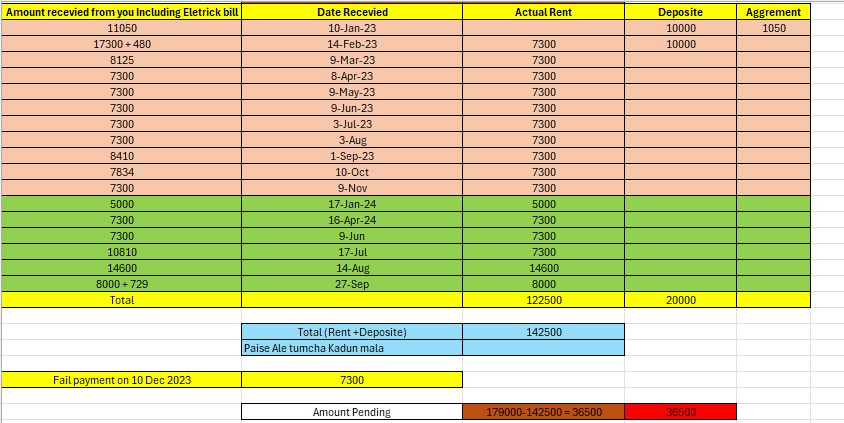 Amount recevied from you Including Eletrick bill Date Recevied Actual Rent Deposite Aggrement
11050 10-Jan-23 10000 1050
17300 + 480 14-Feb-23 7300 10000
8125 9-Mar-23 7300
7300 8-Apr-23 7300
7300 9-May-23 7300
7300 9-Jun-23 7300
7300 3-Jul-23 7300
7300 3-Aug 7300
8410 1-Sep-23 7300
7834 10-Oct 7300
7300 9-Nov 7300
5000 17-Jan-24 5000
7300 16-Apr-24 7300
7300 9-Jun 7300
10810 17-Jul 7300
14600 14-Aug 14600
8000 + 729 27-Sep 8000
Total 122500 20000
Total (Rent +Deposite) 142500
Paise Ale tumcha Kadun mala
Fail payment on 10 Dec 2023 7300
Amount Pending 179000-142500 = 36500 36500